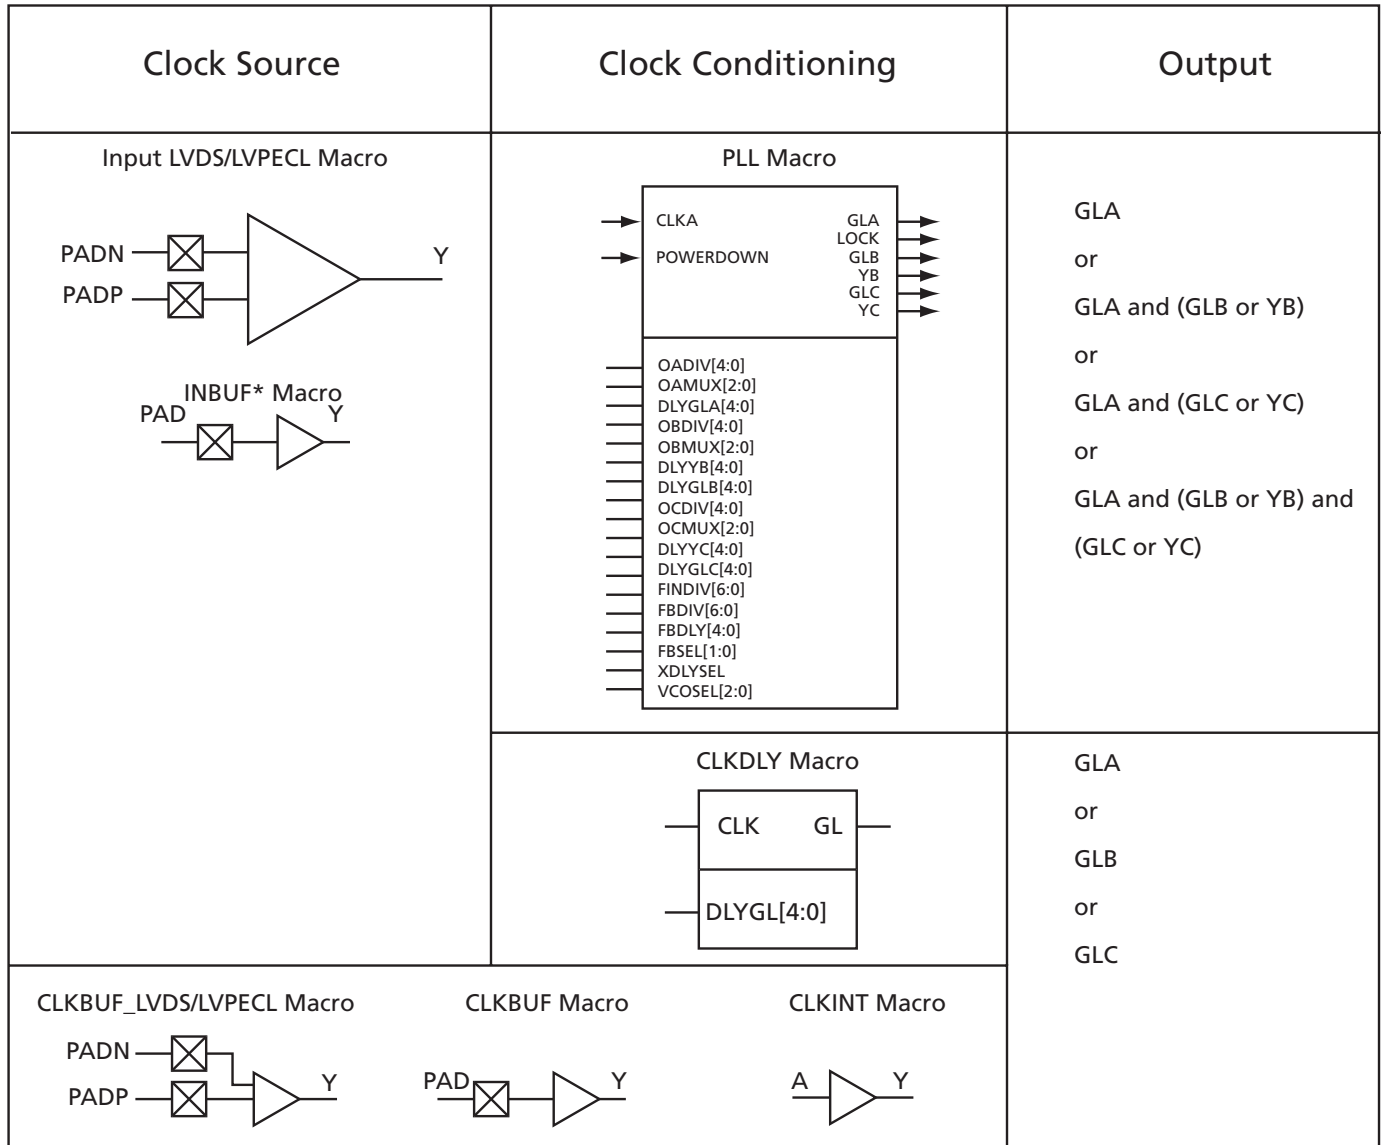 Clock Source
Clock Conditioning
Output
Input LVDS/LVPECL Macro
PADN
PADP
Y
INBUF* Macro
PAD
Y
PLL Macro
CLKA
POWERDOWN
GLA
LOCK
GLB
YB
GLC
YC
OADIV[4:0]
OAMUX[2:0]
DLYGLA[4:0]
OBDIV[4:0]
OBMUX[2:0]
DLYYB[4:0]
DLYGLB[4:0]
OCDIV[4:0]
OCMUX[2:0]
DLYYC[4:0]
DLYGLC[4:0]
FINDIV[6:0]
FBDIV[6:0]
FBDLY[4:0]
FBSEL[1:0]
XDLYSEL
VCOSEL[2:0]
GLA
or
GLA and (GLB or YB)
or
GLA and (GLC or YC)
or
GLA and (GLB or YB) and
(GLC or YC)
CLKDLY Macro
CLK GL
DLYGL[4:0]
GLA
or
GLB
or
GLC
CLKBUF_LVDS/LVPECL Macro
PADN
PADP
Y
CLKBUF Macro
PAD
Y
CLKINT Macro
A
Y